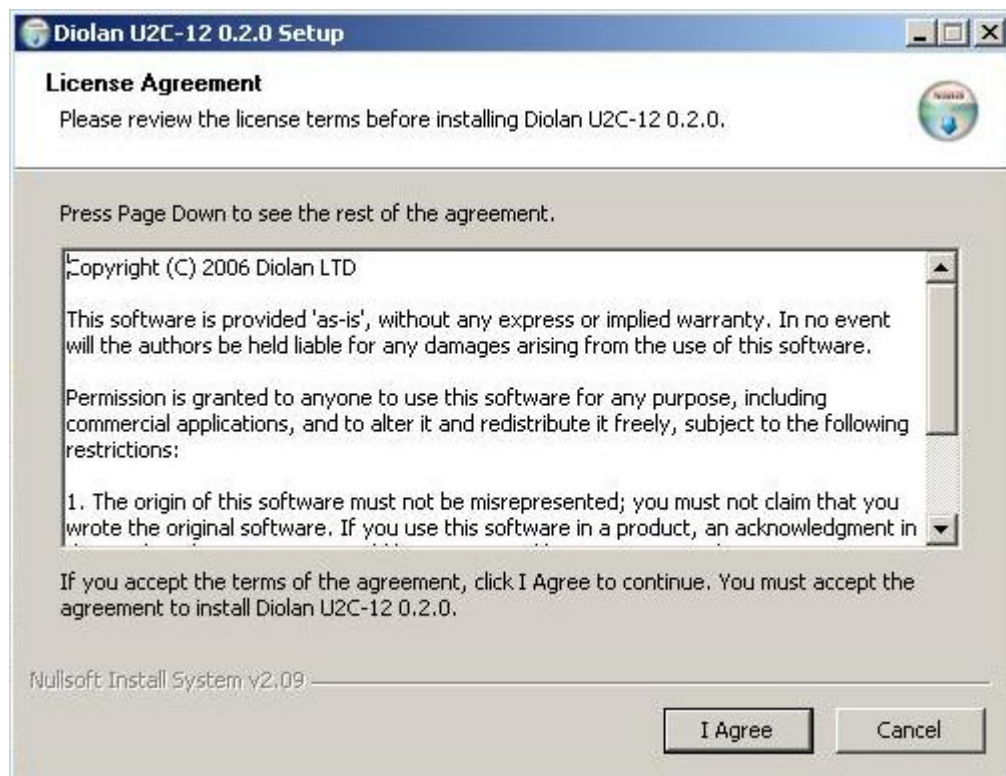 Diolan U2C-12 0.2.0 Setup
License Agreement
Please review the license terms before installing Diolan U2C-12 0.2.0.
Press Page Down to see the rest of the agreement.
Copyright (C) 2006 Diolan LTD
This software is provided 'as-is', without any express or implied warranty. In no event
will the authors be held liable for any damages arising from the use of this software.
Permission is granted to anyone to use this software for any purpose, including
commercial applications, and to alter it and redistribute it freely, subject to the following
restrictions:
1. The origin of this software must not be misrepresented; you must not claim that you
wrote the original software. If you use this software in a product, an acknowledgment in
If you accept the terms of the agreement, click I Agree to continue. You must accept the
agreement to install Diolan U2C-12 0.2.0.
Nullsoft Install System v2.09
I Agree
Cancel